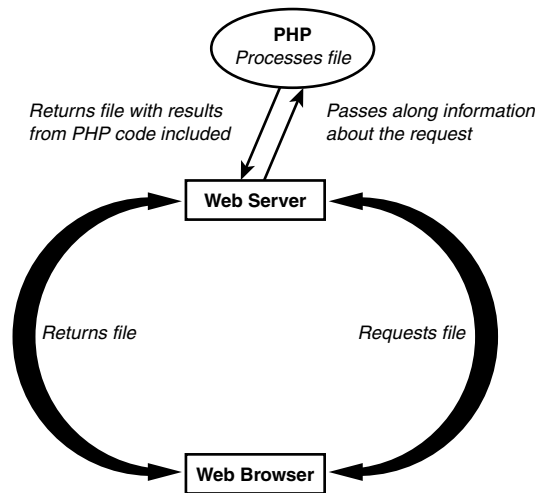 PHP
Processes file
Returns file with results
from PHP code included
Passes along information
about the request
Web Server
Returns file
Requests file
Web Browser